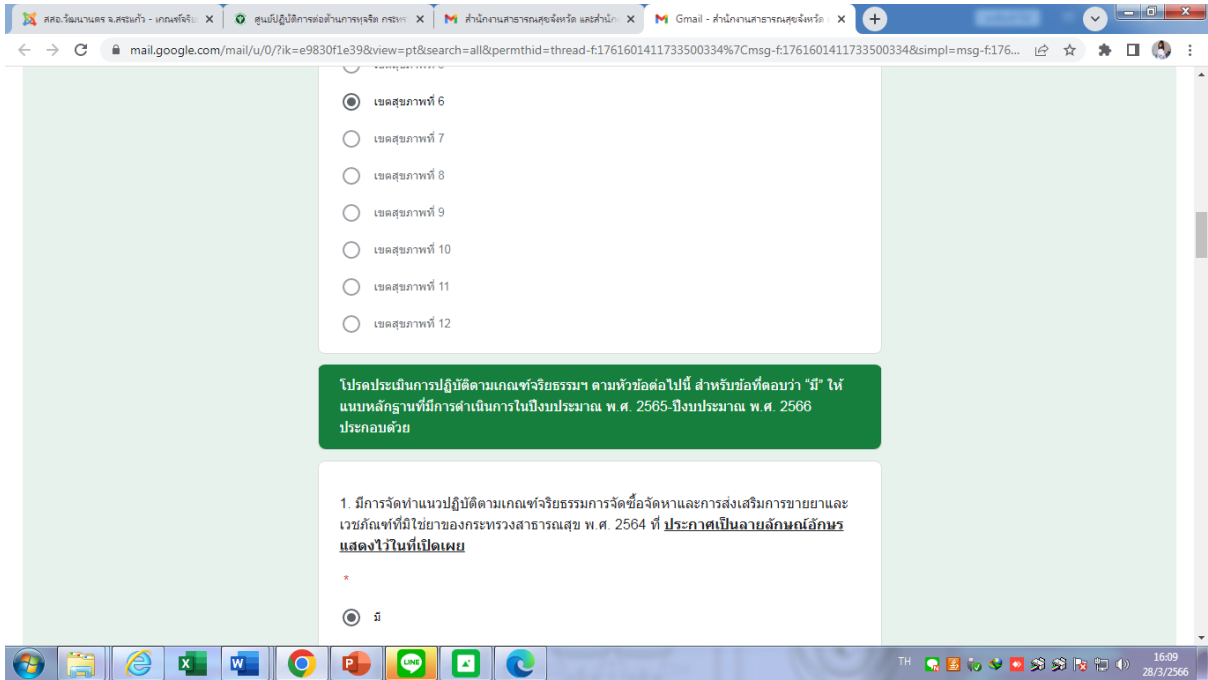 สสอ.วัฒนานคร จ.สระแก้ว - เกณฑ์จริย
ศูนย์ปฏิบัติการต่อต้านการทุจริต กระทร
สำนักงานสาธารณสุขจังหวัด และสำนัก
Gmail - สำนักงานสาธารณสุขจังหวัด
mail.google.com/mail/u/0/?ik=e9830f1e39&view=pt&search=all&permthid=thread-f:1761601411733500334%7Cmsg-f:1761601411733500334&simpl=msg-f:176...
เขตสุขภาพที่ 6
เขตสุขภาพที่ 7
เขตสุขภาพที่ 8
เขตสุขภาพที่ 9
เขตสุขภาพที่ 10
เขตสุขภาพที่ 11
เขตสุขภาพที่ 12
โปรดประเมินการปฏิบัติตามเกณฑ์จริยธรรมฯ ตามหัวข้อต่อไปนี้ สำหรับข้อที่ตอบว่า “มี” ให้
แนบหลักฐานที่มีการดำเนินการในปีงบประมาณ พ.ศ. 2565-ปีงบประมาณ พ.ศ. 2566
ประกอบด้วย
1. มีการจัดทำแนวปฏิบัติตามเกณฑ์จริยธรรมการจัดซื้อจัดหาและการส่งเสริมการขายยาและ
เวชภัณฑ์ที่มิใช่ยาของกระทรวงสาธารณสุข พ.ศ. 2564 ที่ ประกาศเป็นลายลักษณ์อักษร
แสดงไว้ในที่เปิดเผย
*
มี
TH
16:09
28/3/2566